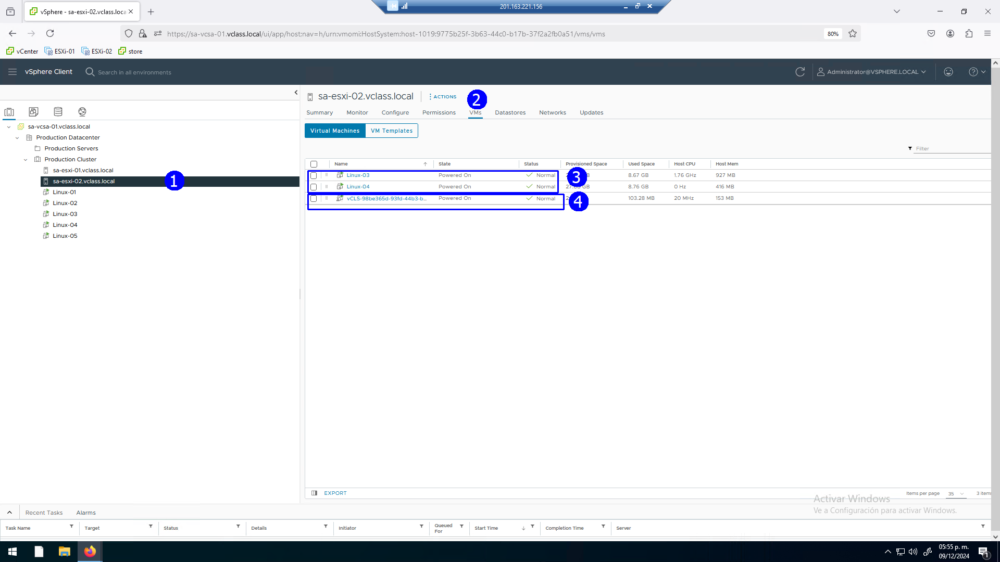 vSphere - sa-esxi-02.vclass.loca
201.163.221.156
https://sa-vcsa-01.vclass.local/ui/app/host;nav=h/urn:vmomi:HostSystem:host-1019:9775b25f-3b63-44c0-b17b-37f2a2fb0a51/vms/vms
80%
vCenter ESXi-01 ESXi-02 store
vSphere Client Search in all environments Administrator@VSPHERE.LOCAL
sa-vcsa-01.vclass.local
Production Datacenter
Production Servers
Production Cluster
sa-esxi-01.vclass.local
sa-esxi-02.vclass.local 1
Linux-01
Linux-02
Linux-03
Linux-04
Linux-05
sa-esxi-02.vclass.local ACTIONS 2
Summary Monitor Configure Permissions VMs Datastores Networks Updates
Virtual Machines VM Templates
Filter
Name State Status Provisioned Space Used Space Host CPU Host Mem
Linux-03 Powered On Normal 3 8.67 GB 1.76 GHz 927 MB
Linux-04 Powered On Normal GB 8.76 GB 0 Hz 416 MB
vCLS-98be365d-93fd-44b3-b... Powered On Normal 4 103.28 MB 20 MHz 153 MB
EXPORT Items per page 35 3 items
Activar Windows
Ve a Configuración para activar Windows.
Recent Tasks Alarms
Task Name Target Status Details Initiator Queued For Start Time Completion Time Server
05:55 p. m.
09/12/2024
1